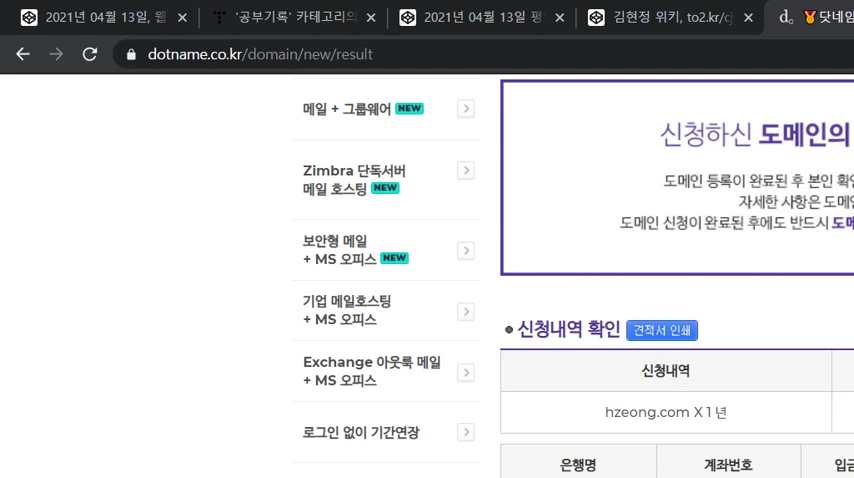 2021년 04월 13일, 웹
'공부기록' 카테고리의
2021년 04월 13일 평
김현정 위키, to2.kr/cj
닷네임
dotname.co.kr/domain/new/result
메일 + 그룹웨어 NEW
Zimbra 단독서버
메일 호스팅 NEW
보안형 메일
+ MS 오피스 NEW
기업 메일호스팅
+ MS 오피스
Exchange 아웃룩 메일
+ MS 오피스
로그인 없이 기간연장
신청하신 도메인의
도메인 등록이 완료된 후 본인 확인
자세한 사항은 도메인
도메인 신청이 완료된 후에도 반드시 도메
신청내역 확인 견적서 인쇄
신청내역
hzeong.com X 1 년
은행명 계좌번호 입금